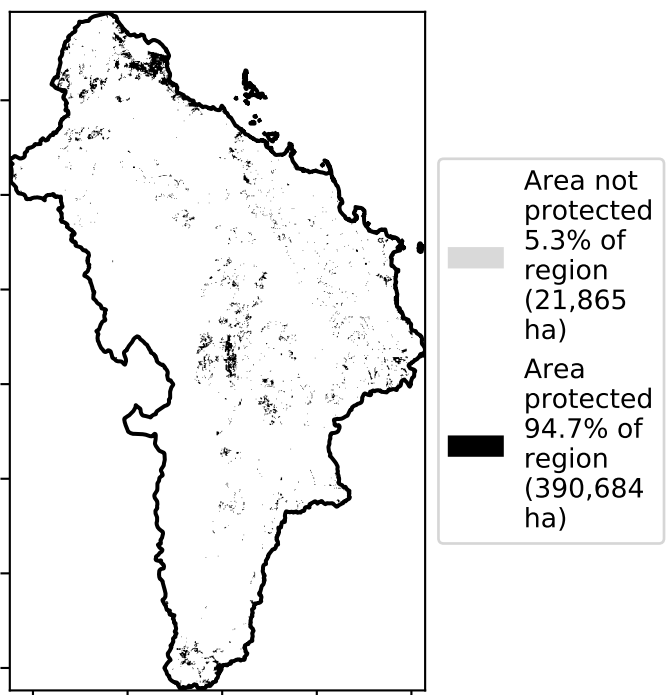 Area not
protected
5.3% of
region
(21,865
ha)
Area
protected
94.7% of
region
(390,684
ha)